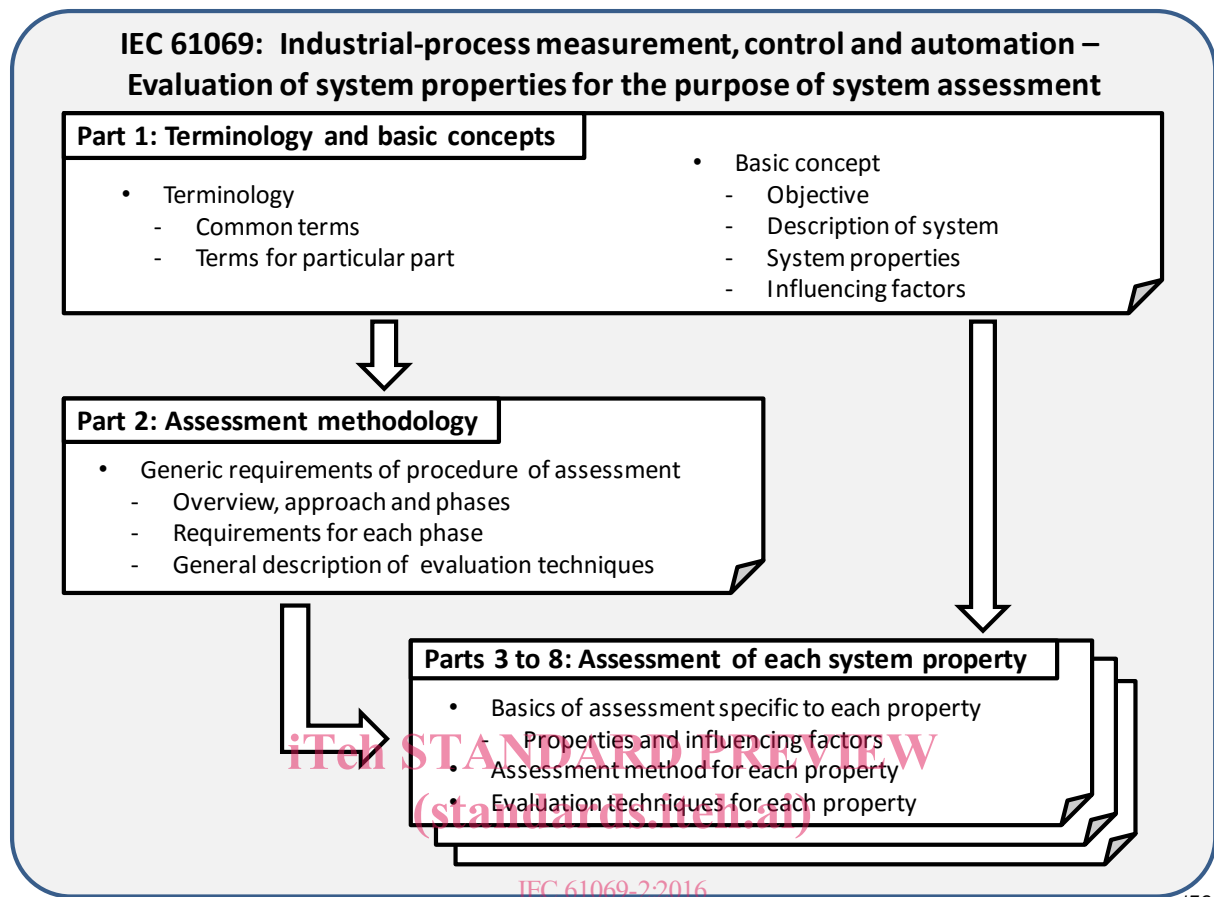 IEC 61069: Industrial-process measurement, control and automation –
Evaluation of system properties for the purpose of system assessment
Part 1: Terminology and basic concepts
• Terminology
- Common terms
- Terms for particular part
• Basic concept
- Objective
- Description of system
- System properties
- Influencing factors
Part 2: Assessment methodology
• Generic requirements of procedure of assessment
- Overview, approach and phases
- Requirements for each phase
- General description of evaluation techniques
Parts 3 to 8: Assessment of each system property
• Basics of assessment specific to each property
- Properties and influencing factors
• Assessment method for each property
• Evaluation techniques for each property
iTeh STANDARD PREVIEW
(standards.iteh.ai)
IEC 61069-2:2016